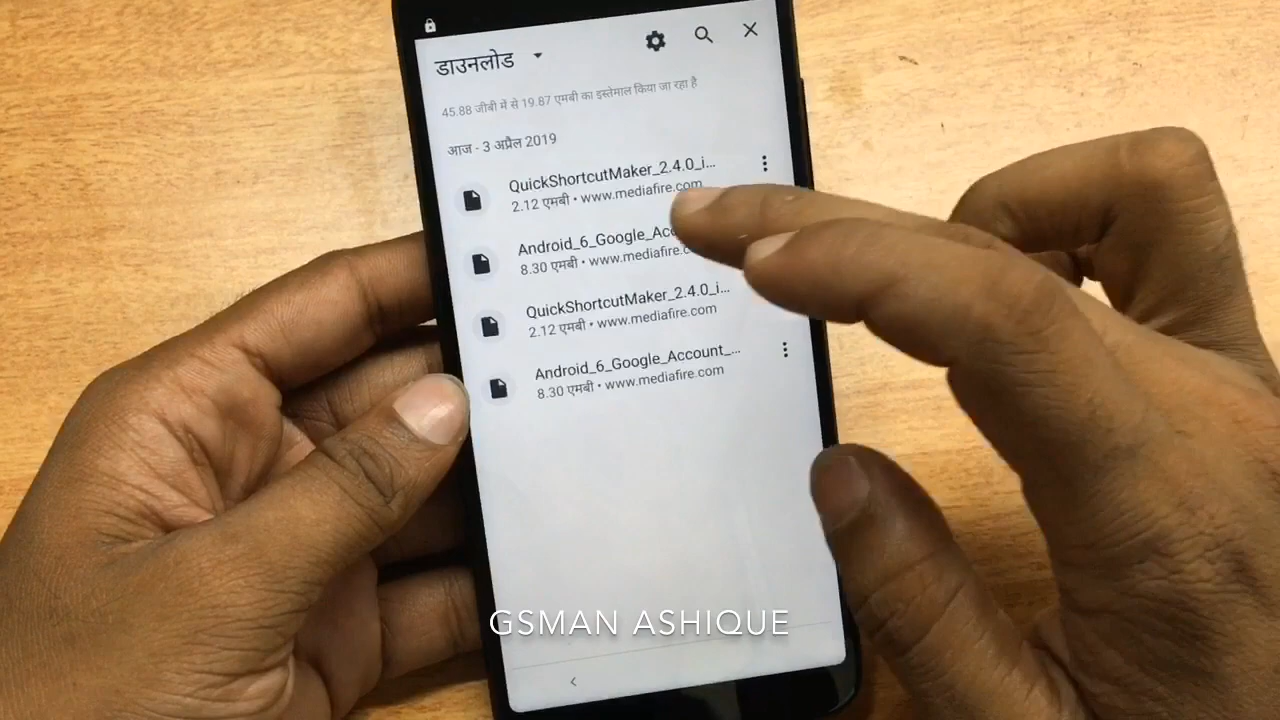 डाउनलोड
45.88 जीबी में से 19.87 एमबी का इस्तेमाल किया जा रहा है
आज - 3 अप्रैल 2019
QuickShortcutMaker_2.4.0_i...
2.12 एमबी • www.mediafire.com
Android_6_Google_Acc
8.30 एमबी • www.mediafire.c
QuickShortcutMaker_2.4.0_i...
2.12 एमबी • www.mediafire.com
Android_6_Google_Account_...
8.30 एमबी • www.mediafire.com
GSMAN ASHIQUE